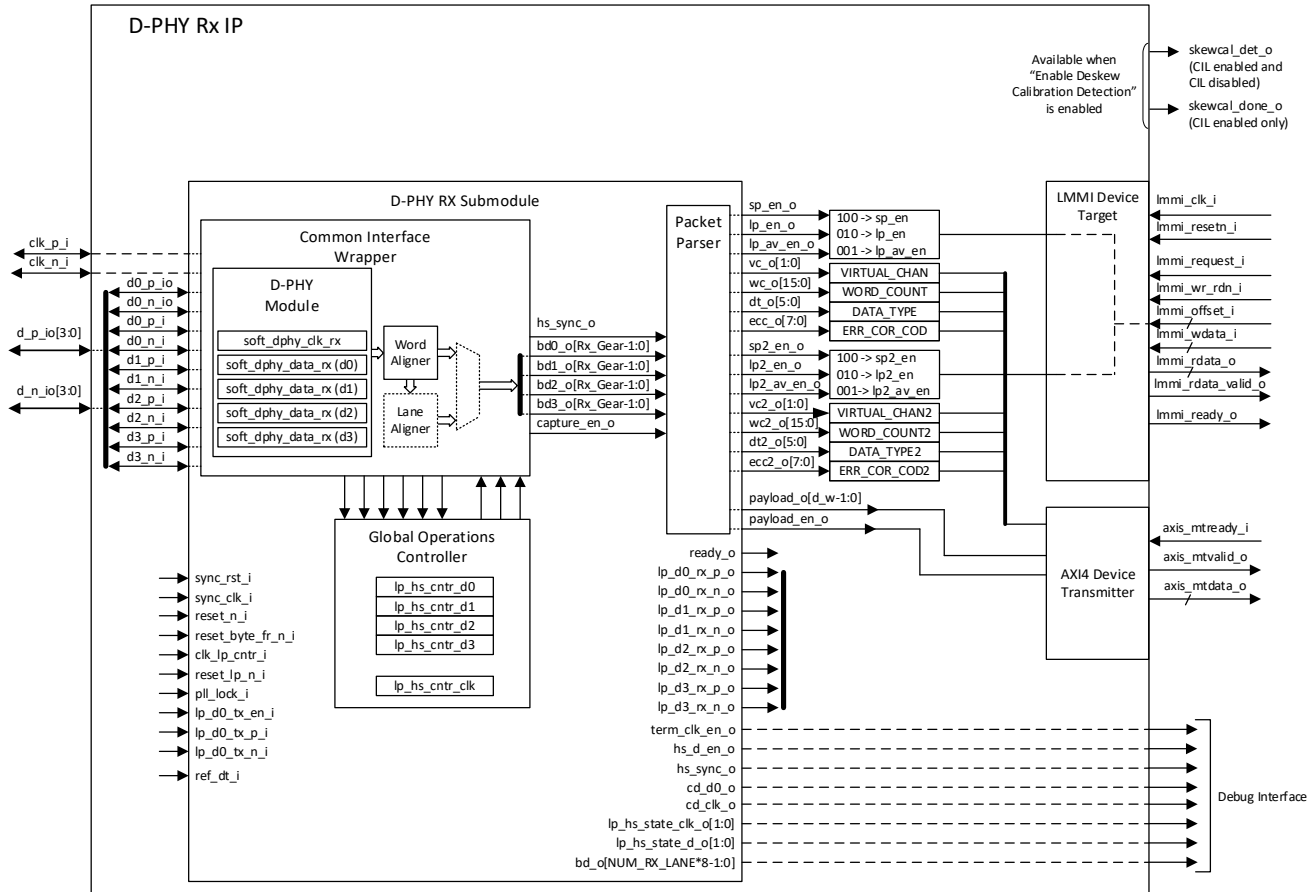 D-PHY Rx IP
Available when
“Enable Deskew
Calibration Detection”
is enabled
skewcal_det_o
(CIL enabled and
CIL disabled)
skewcal_done_o
(CIL enabled only)
D-PHY RX Submodule
Common Interface
Wrapper
D-PHY
Module
soft_dphy_clk_rx
soft_dphy_data_rx (d0)
soft_dphy_data_rx (d1)
soft_dphy_data_rx (d2)
soft_dphy_data_rx (d3)
Word
Aligner
Lane
Aligner
clk_p_i
clk_n_i
d_p_io[3:0]
d_n_io[3:0]
d0_p_io
d0_n_io
d0_p_i
d0_n_i
d1_p_i
d1_n_i
d2_p_i
d2_n_i
d3_p_i
d3_n_i
hs_sync_o
bd0_o[Rx_Gear-1:0]
bd1_o[Rx_Gear-1:0]
bd2_o[Rx_Gear-1:0]
bd3_o[Rx_Gear-1:0]
capture_en_o
Packet
Parser
sp_en_o
lp_en_o
lp_av_en_o
vc_o[1:0]
wc_o[15:0]
dt_o[5:0]
ecc_o[7:0]
sp2_en_o
lp2_en_o
lp2_av_en_o
vc2_o[1:0]
wc2_o[15:0]
dt2_o[5:0]
ecc2_o[7:0]
payload_o[d_w-1:0]
payload_en_o
100 -> sp_en
010 -> lp_en
001 -> lp_av_en
VIRTUAL_CHAN
WORD_COUNT
DATA_TYPE
ERR_COR_COD
100 -> sp2_en
010 -> lp2_en
001-> lp2_av_en
VIRTUAL_CHAN2
WORD_COUNT2
DATA_TYPE2
ERR_COR_COD2
LMMI Device
Target
lmmi_clk_i
lmmi_resetn_i
lmmi_request_i
lmmi_wr_rdn_i
lmmi_offset_i
lmmi_wdata_i
lmmi_rdata_o
lmmi_rdata_valid_o
lmmi_ready_o
AXI4 Device
Transmitter
axis_mtready_i
axis_mtvalid_o
axis_mtdata_o
Global Operations
Controller
lp_hs_cntr_d0
lp_hs_cntr_d1
lp_hs_cntr_d2
lp_hs_cntr_d3
lp_hs_cntr_clk
sync_rst_i
sync_clk_i
reset_n_i
reset_byte_fr_n_i
clk_lp_cntr_i
reset_lp_n_i
pll_lock_i
lp_d0_tx_en_i
lp_d0_tx_p_i
lp_d0_tx_n_i
ref_dt_i
ready_o
lp_d0_rx_p_o
lp_d0_rx_n_o
lp_d1_rx_p_o
lp_d1_rx_n_o
lp_d2_rx_p_o
lp_d2_rx_n_o
lp_d3_rx_p_o
lp_d3_rx_n_o
term_clk_en_o
hs_d_en_o
hs_sync_o
cd_d0_o
cd_clk_o
lp_hs_state_clk_o[1:0]
lp_hs_state_d_o[1:0]
bd_o[NUM_RX_LANE*8-1:0]
Debug Interface